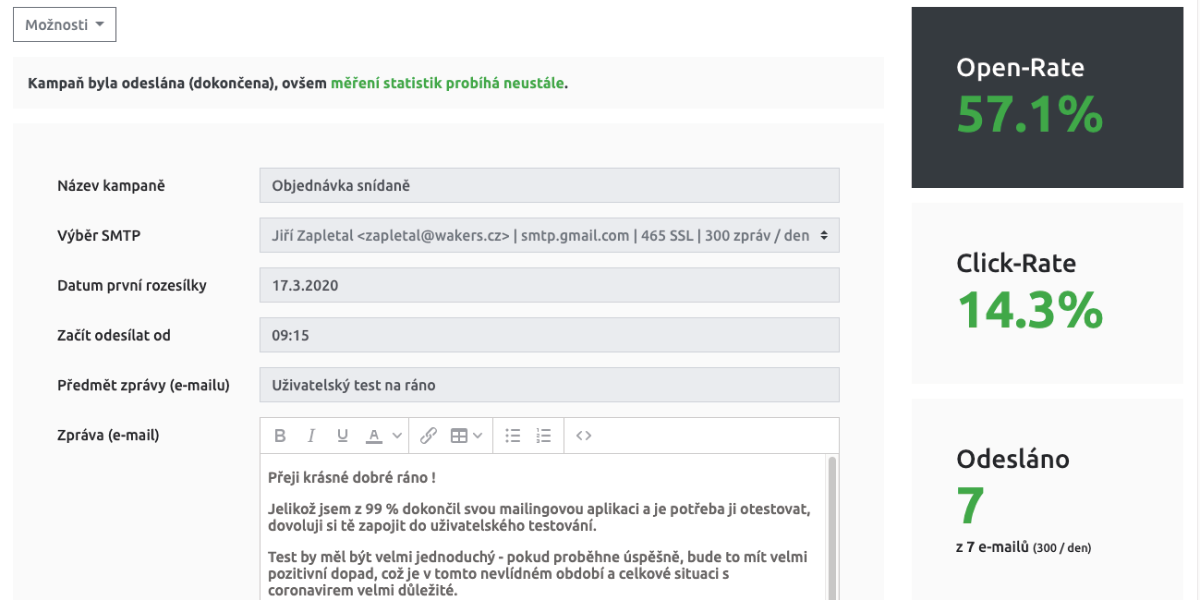 Možnosti
Kampaň byla odeslána (dokončena), ovšem měření statistik probíhá neustále.
Název kampaně
Objednávka snídaně
Výběr SMTP
Jiří Zapletal <zapletal@wakers.cz> | smtp.gmail.com | 465 SSL | 300 zpráv / den
Datum první rozesílky
17.3.2020
Začít odesílat od
09:15
Předmět zprávy (e-mailu)
Uživatelský test na ráno
Zpráva (e-mail)
B I U A
Přeji krásné dobré ráno !
Jelikož jsem z 99 % dokončil svou mailingovou aplikaci a je potřeba ji otestovat,
dovoluji si tě zapojit do uživatelského testování.
Test by měl být velmi jednoduchý - pokud proběhne úspěšně, bude to mít velmi
pozitivní dopad, což je v tomto nevlídném období a celkové situaci s
coronavirem velmi důležité.
Open-Rate
57.1%
Click-Rate
14.3%
Odesláno
7
z 7 e-mailů (300 / den)